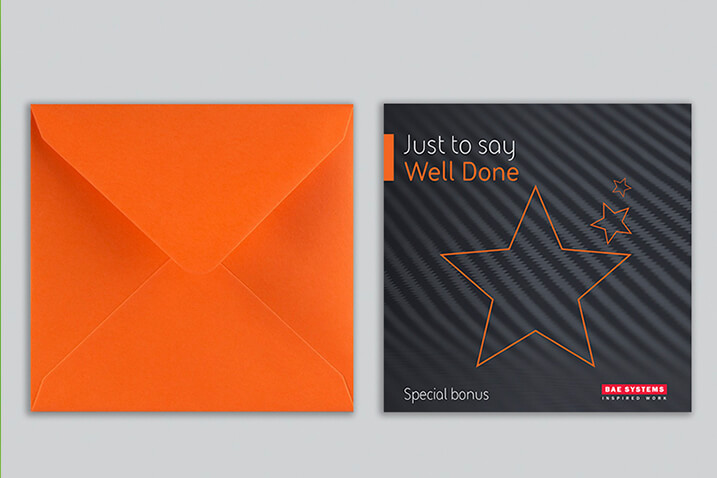 Just to say
Well Done
Special bonus
BAE SYSTEMS
INSPIRED WORK